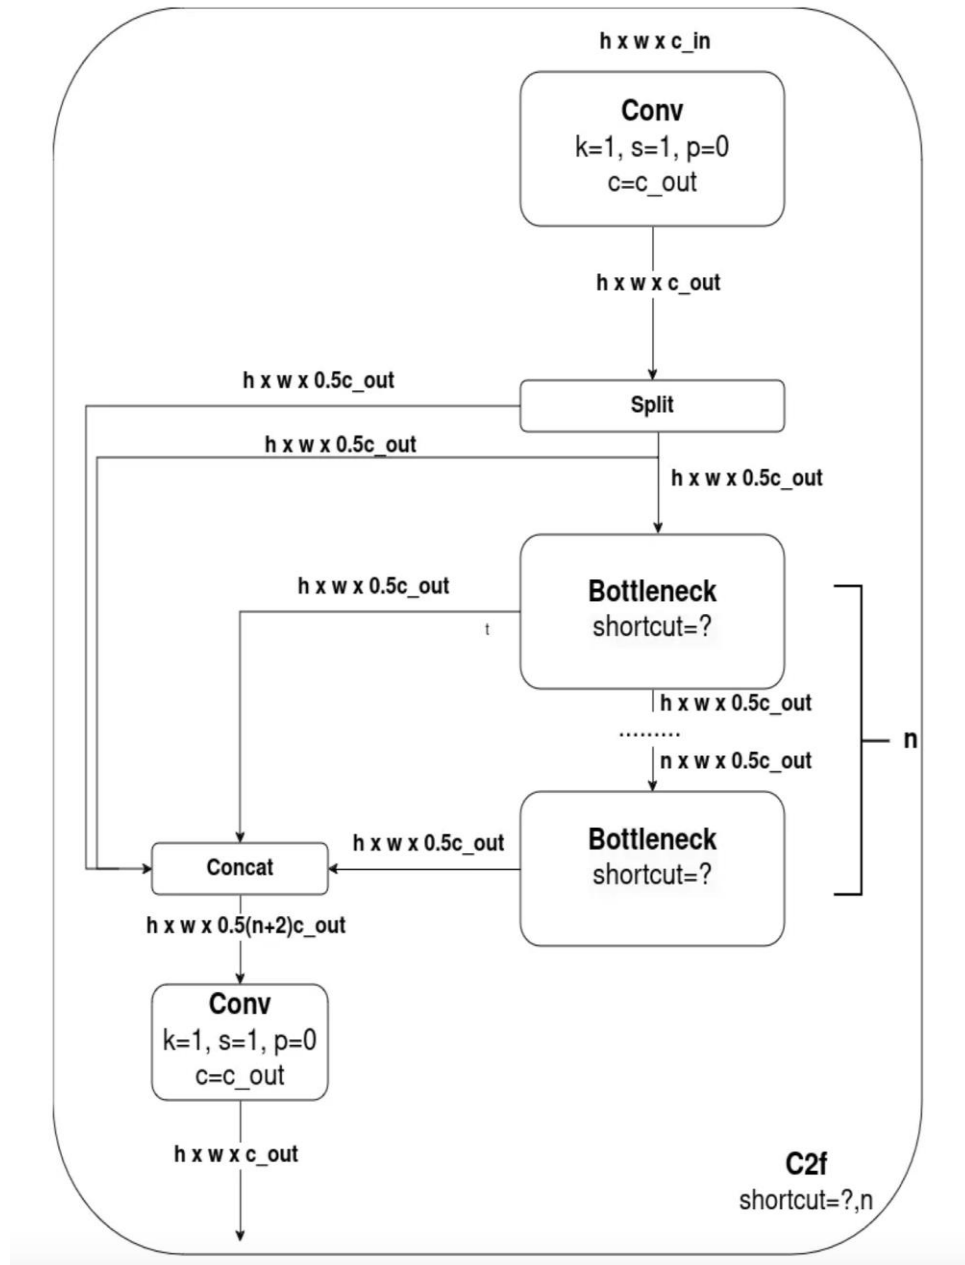 h x w x c_in
Conv
k=1, s=1, p=0
c=c_out
h x w x c_out
h x w x 0.5c_out
Split
h x w x 0.5c_out
h x w x 0.5c_out
h x w x 0.5c_out
Bottleneck
shortcut=?
t
h x w x 0.5c_out
.........
n x w x 0.5c_out
n
Bottleneck
shortcut=?
h x w x 0.5c_out
Concat
h x w x 0.5(n+2)c_out
Conv
k=1, s=1, p=0
c=c_out
h x w x c_out
C2f
shortcut=?,n